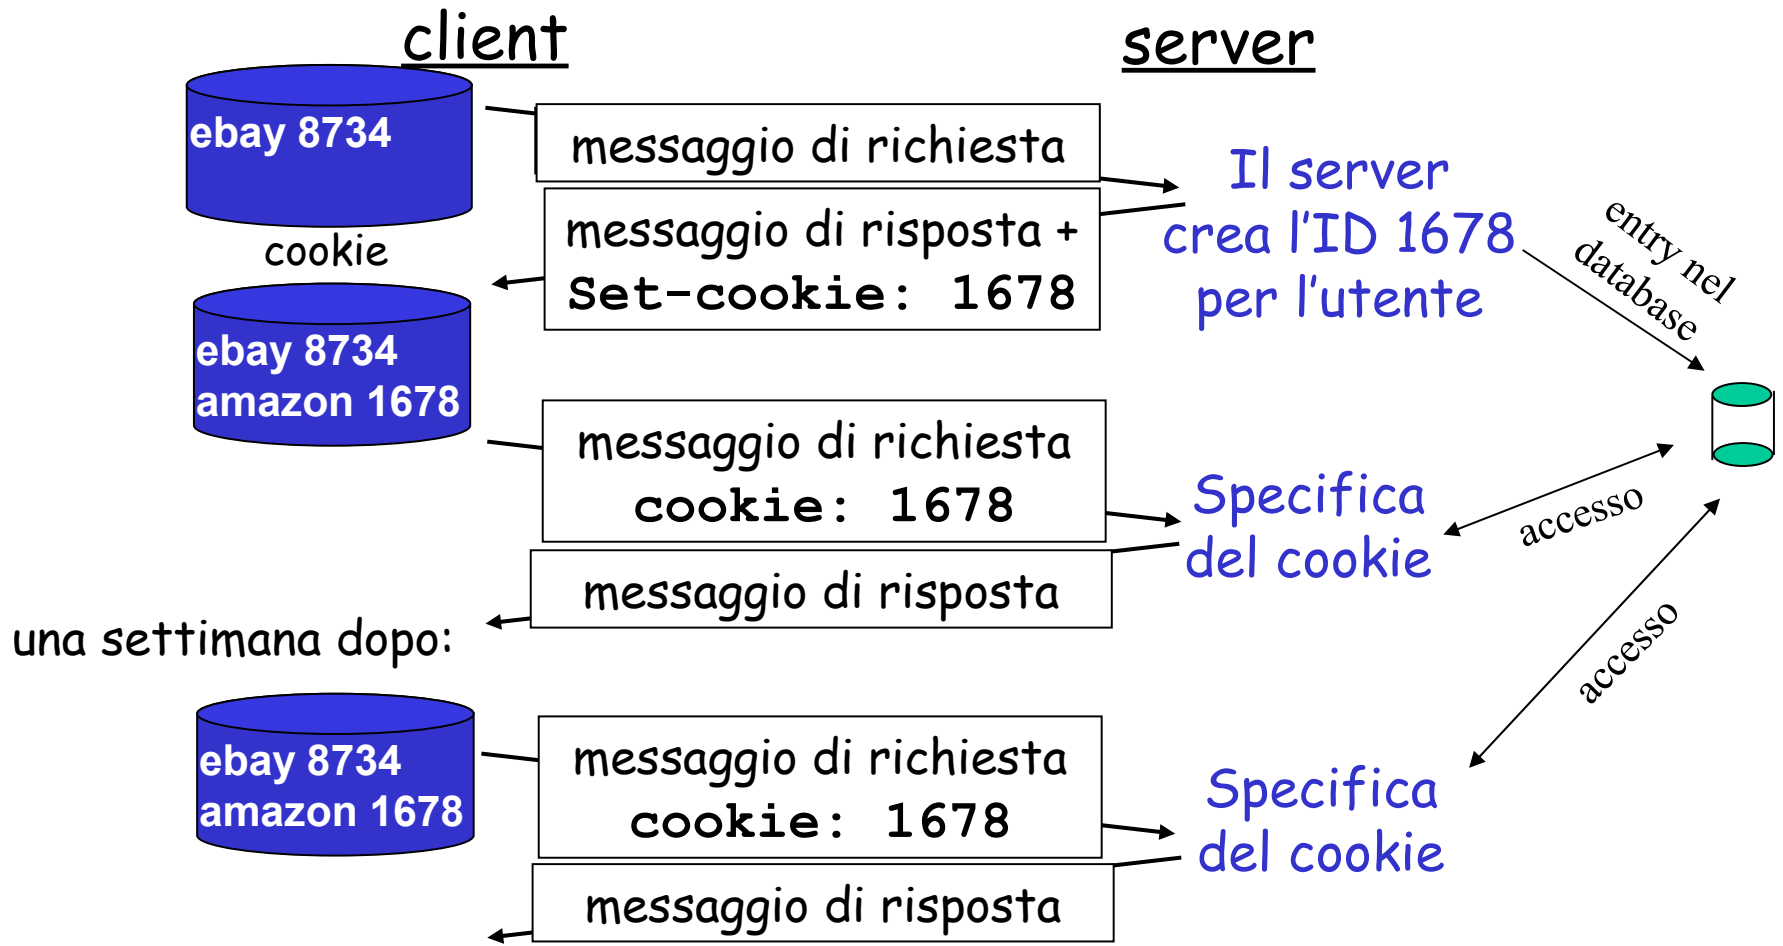 client
server
ebay 8734
messaggio di richiesta
Il server
crea l'ID 1678
per l'utente
messaggio di risposta +
Set-cookie: 1678
entry nel
database
cookie
ebay 8734
amazon 1678
messaggio di richiesta
cookie: 1678
Specifica
del cookie
accesso
messaggio di risposta
una settimana dopo:
accesso
ebay 8734
amazon 1678
messaggio di richiesta
cookie: 1678
Specifica
del cookie
messaggio di risposta